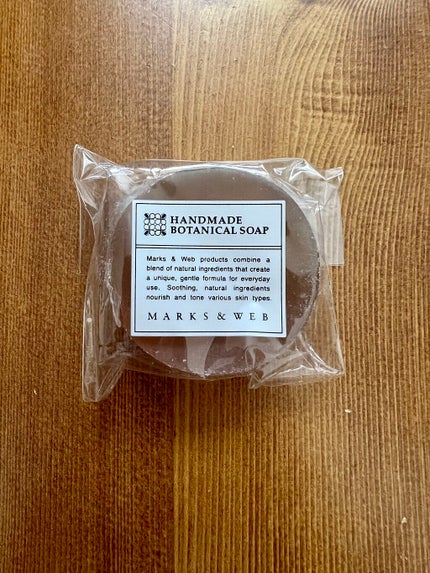 HANDMADE
BOTANICAL SOAP
Marks & Web products combine a
blend of natural ingredients that create
a unique, gentle formula for everyday
use. Soothing, natural ingredients
nourish and tone various skin types.
MARKS & WEB